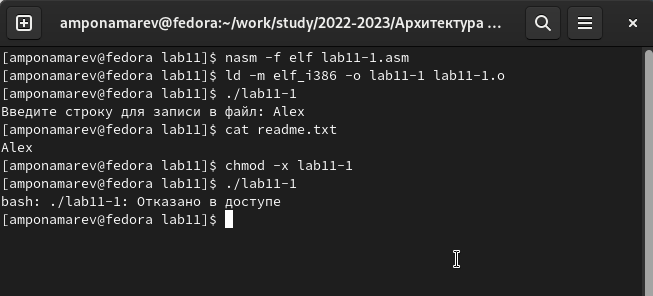 amponamarev@fedora:~/work/study/2022-2023/Архитектура ...
[amponamarev@fedora lab11]$ nasm -f elf lab11-1.asm
[amponamarev@fedora lab11]$ ld -m elf_i386 -o lab11-1 lab11-1.o
[amponamarev@fedora lab11]$ ./lab11-1
Введите строку для записи в файл: Alex
[amponamarev@fedora lab11]$ cat readme.txt
Alex
[amponamarev@fedora lab11]$ chmod -x lab11-1
[amponamarev@fedora lab11]$ ./lab11-1
bash: ./lab11-1: Отказано в доступе
[amponamarev@fedora lab11]$